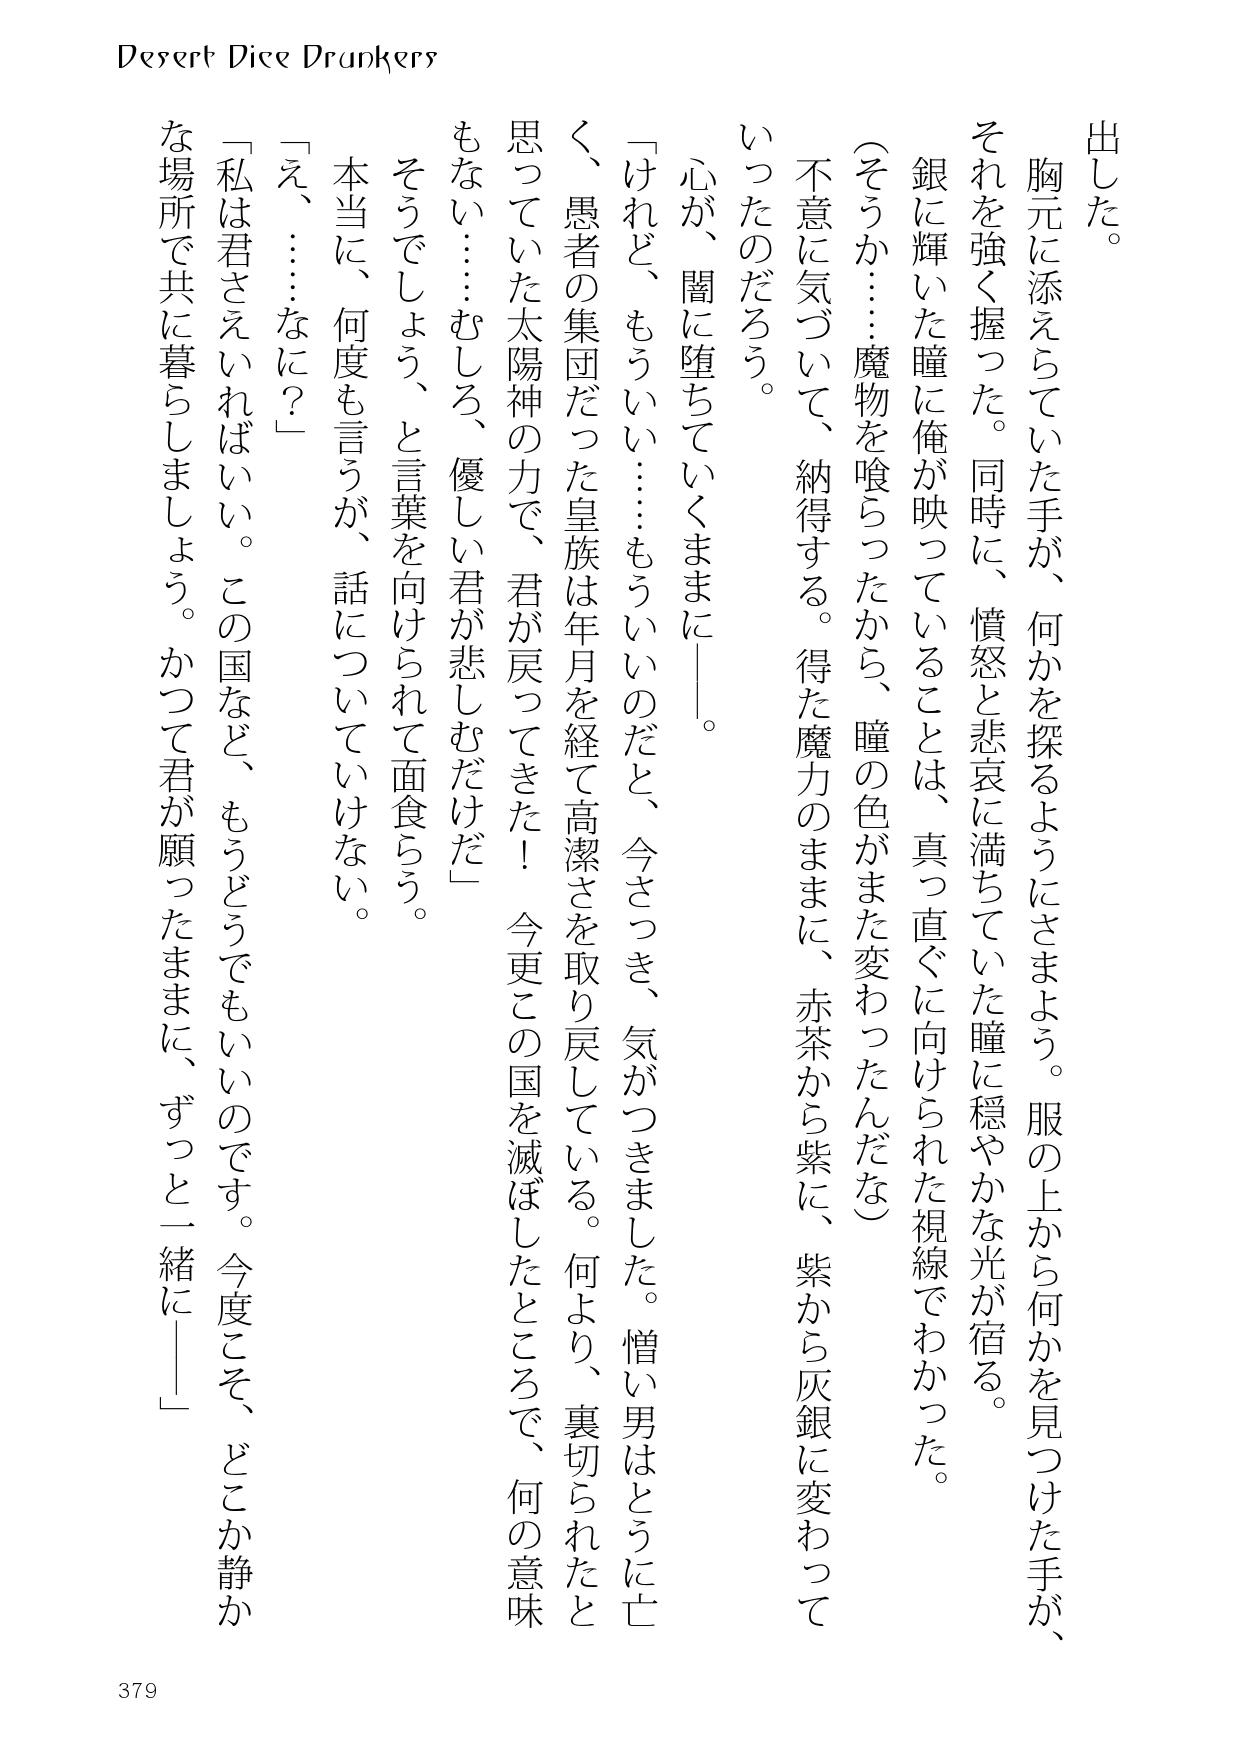 Desert Dice Drunkers
出した。
　胸元に添えらていた手が、何かを探るようにさまよう。服の上から何かを見つけた手が、
それを強く握った。同時に、憤怒と悲哀に満ちていた瞳に穏やかな光が宿る。
　銀に輝いた瞳に俺が映っていることは、真っ直ぐに向けられた視線でわかった。
（そうか……魔物を喰らったから、瞳の色がまた変わったんだな）
　不意に気づいて、納得する。得た魔力のままに、赤茶から紫に、紫から灰銀に変わって
いったのだろう。
　心が、闇に堕ちていくままに――。
「けれど、もういい……もういいのだと、今さっき、気がつきました。憎い男はとうに亡
く、愚者の集団だった皇族は年月を経て高潔さを取り戻している。何より、裏切られたと
思っていた太陽神の力で、君が戻ってきた！　今更この国を滅ぼしたところで、何の意味
もない……むしろ、優しい君が悲しむだけだ」
　そうでしょう、と言葉を向けられて面食らう。
　本当に、何度も言うが、話についていけない。
「え、……なに？」
「私は君さえいればいい。この国など、もうどうでもいいのです。今度こそ、どこか静か
な場所で共に暮らしましょう。かつて君が願ったままに、ずっと一緒に――」
379